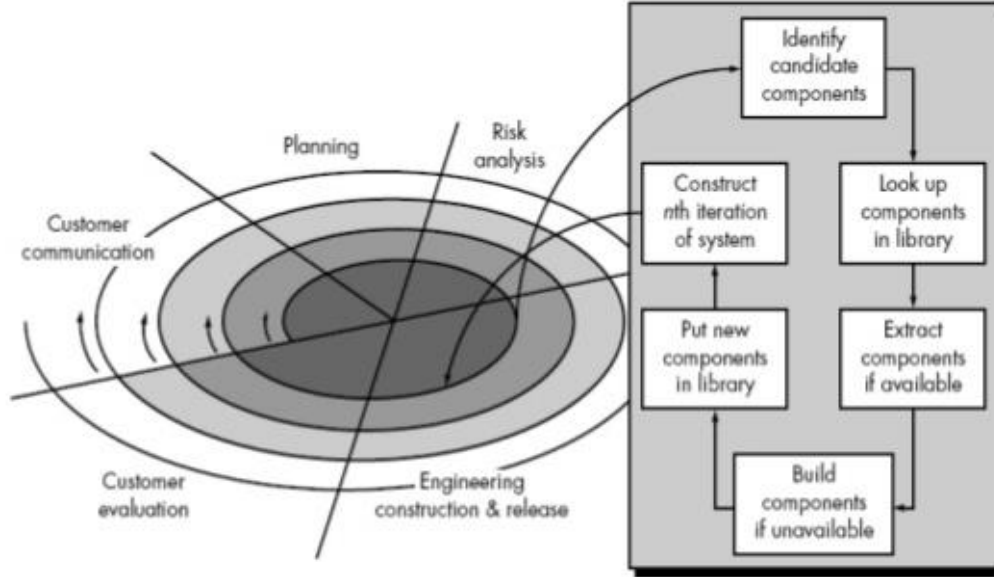 Planning
Risk
analysis
Customer
communication
Customer
evaluation
Engineering
construction & release
Identify
candidate
components
Look up
components
in library
Extract
components
if available
Build
components
if unavailable
Put new
components
in library
Construct
nth iteration
of system